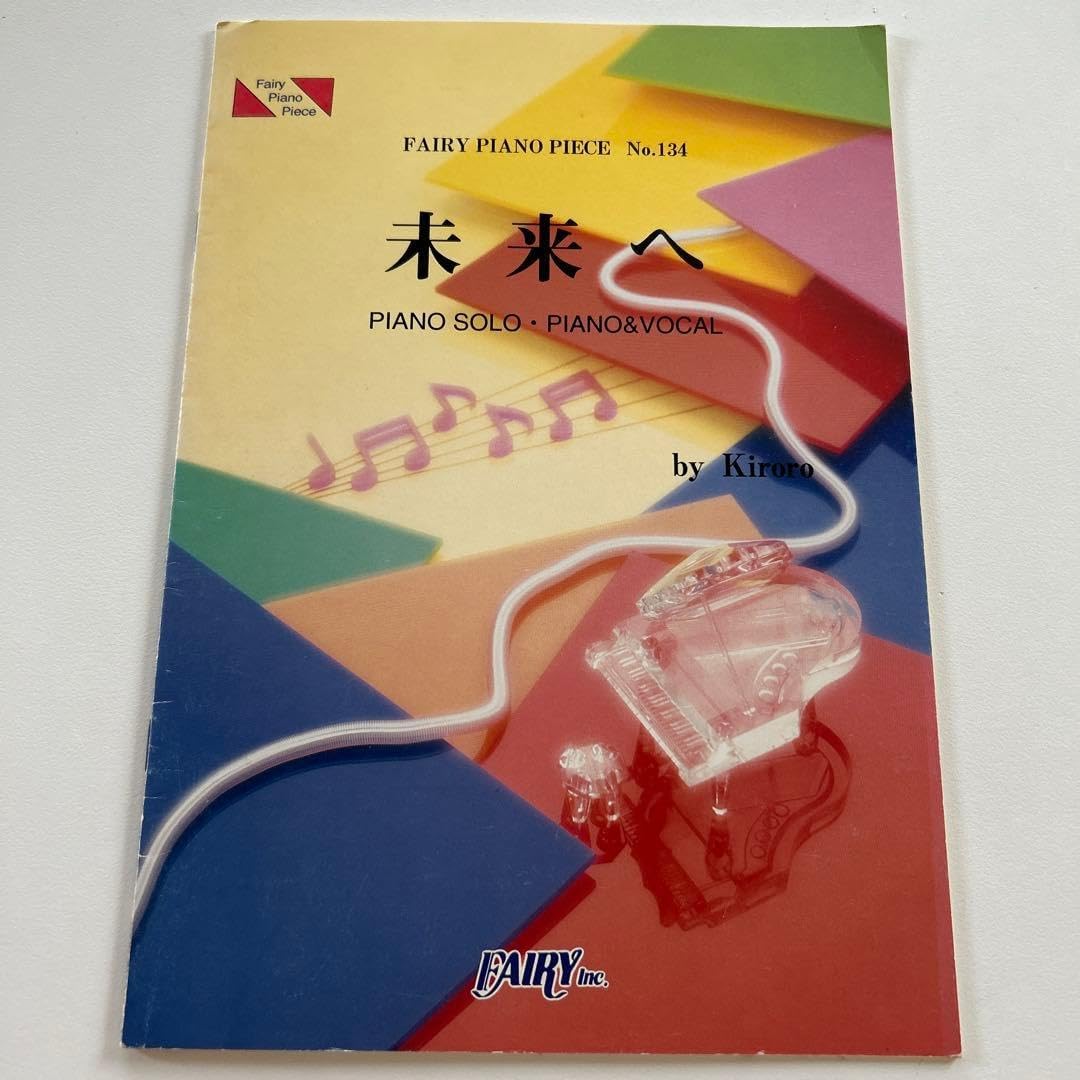 Fairy
Piano
Piece
FAIRY PIANO PIECE No.134
未来へ
PIANO SOLO・PIANO&VOCAL
by Kiroro
FAIRY Inc.